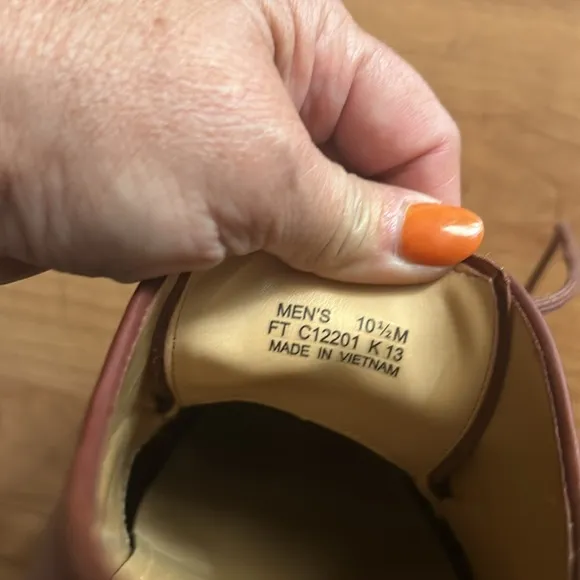 MEN'S 10½M
FT C12201 K 13
MADE IN VIETNAM